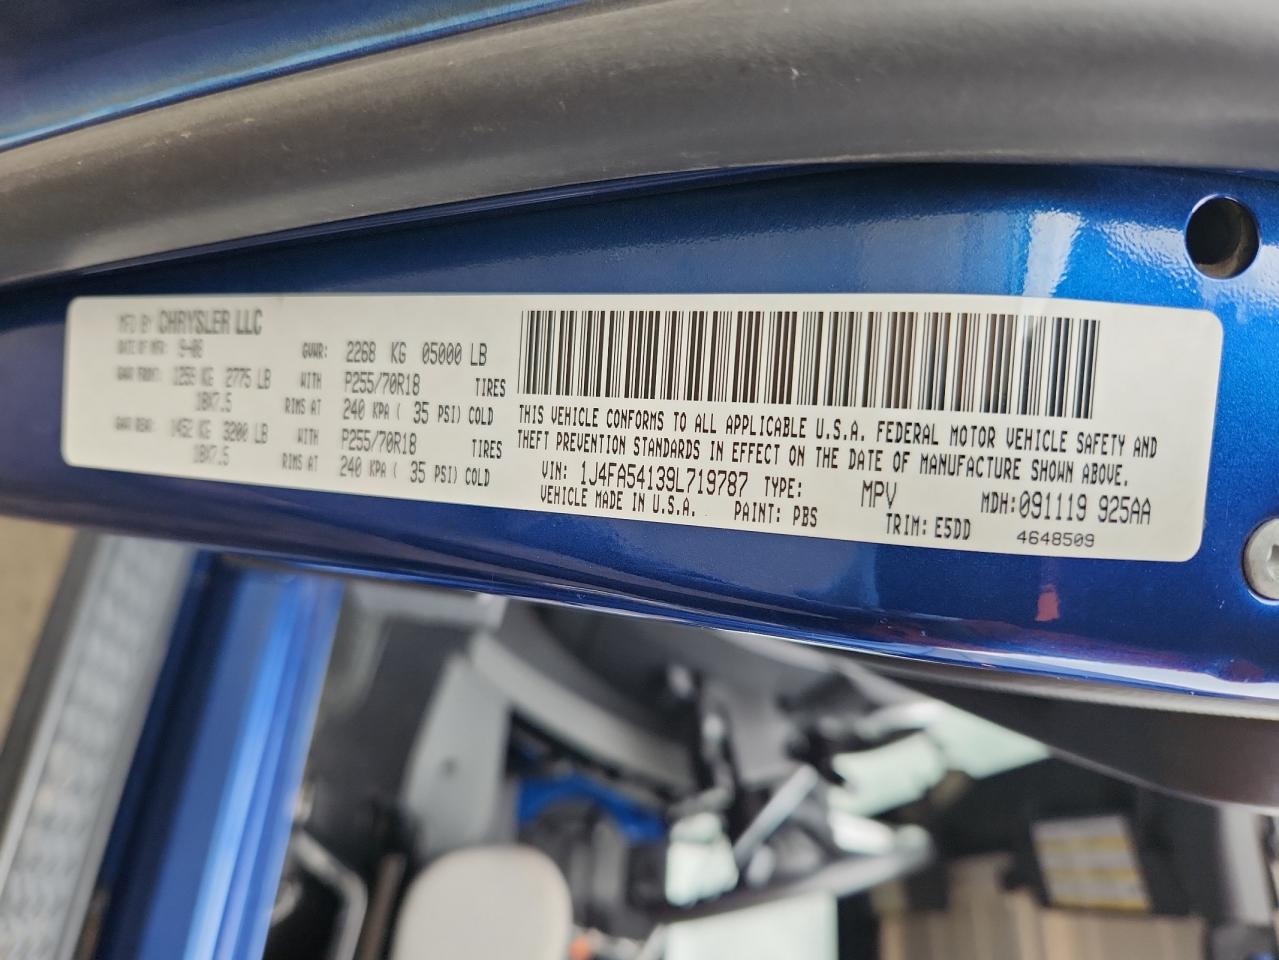 MFD BY CHRYSLER LLC
DATE OF MFR 9-08 GVWR: 2268 KG 05000 LB
GAWR FRONT: 1259 KG 2775 LB WITH P255/70R18 TIRES
18X7.5 RIMS AT 240 KPA ( 35 PSI) COLD
GAWR REAR: 1452 KG 3200 LB WITH P255/70R18 TIRES
18X7.5 RIMS AT 240 KPA ( 35 PSI) COLD
THIS VEHICLE CONFORMS TO ALL APPLICABLE U.S.A. FEDERAL MOTOR VEHICLE SAFETY AND
THEFT PREVENTION STANDARDS IN EFFECT ON THE DATE OF MANUFACTURE SHOWN ABOVE.
VIN: 1J4FA54139L719787 TYPE: MPV MDH:091119 925AA
VEHICLE MADE IN U.S.A. PAINT: PBS TRIM: E5DD 4648509